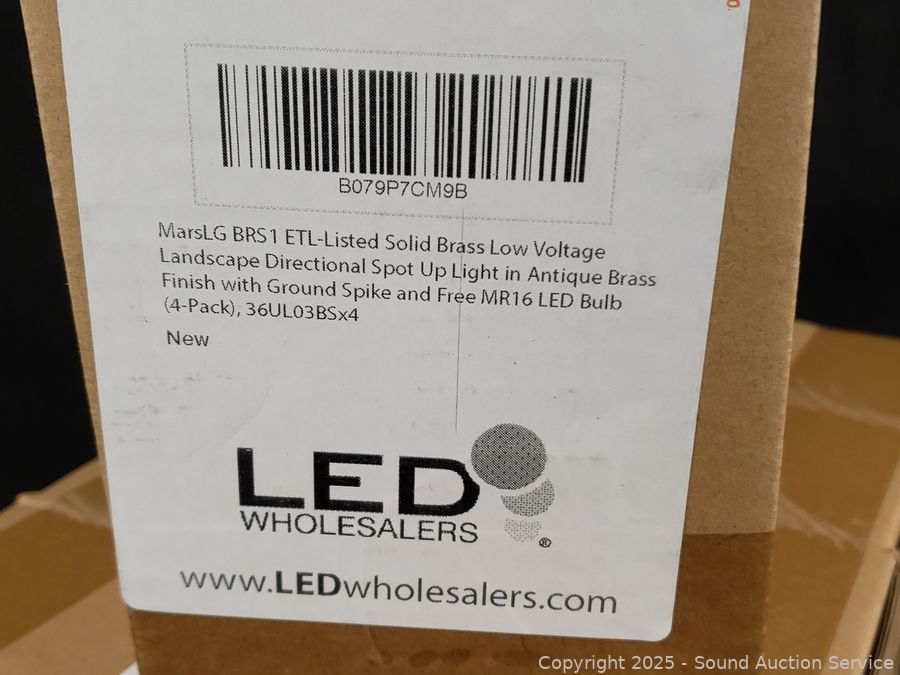 B079P7CM9B
MarsLG BRS1 ETL-Listed Solid Brass Low Voltage
Landscape Directional Spot Up Light in Antique Brass
Finish with Ground Spike and Free MR16 LED Bulb
(4-Pack), 36UL03BSx4
New
LED
WHOLESALERS
®
www.LEDwholesalers.com
Copyright 2025 - Sound Auction Service